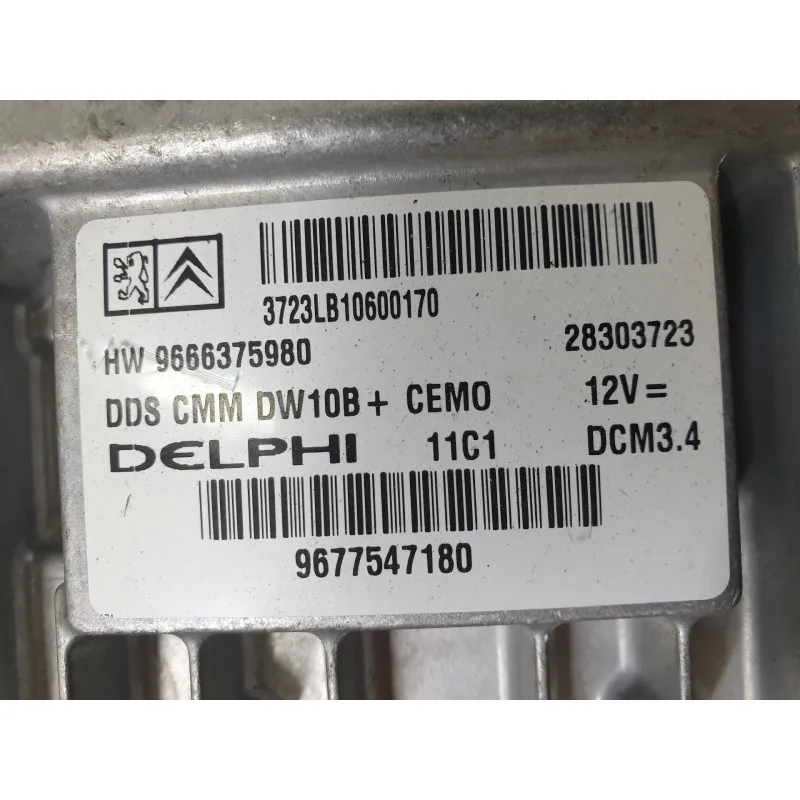 3723LB10600170
HW 9666375980 28303723
DDS CMM DW10B+ CEMO 12V=
DELPHI 11C1 DCM3.4
9677547180